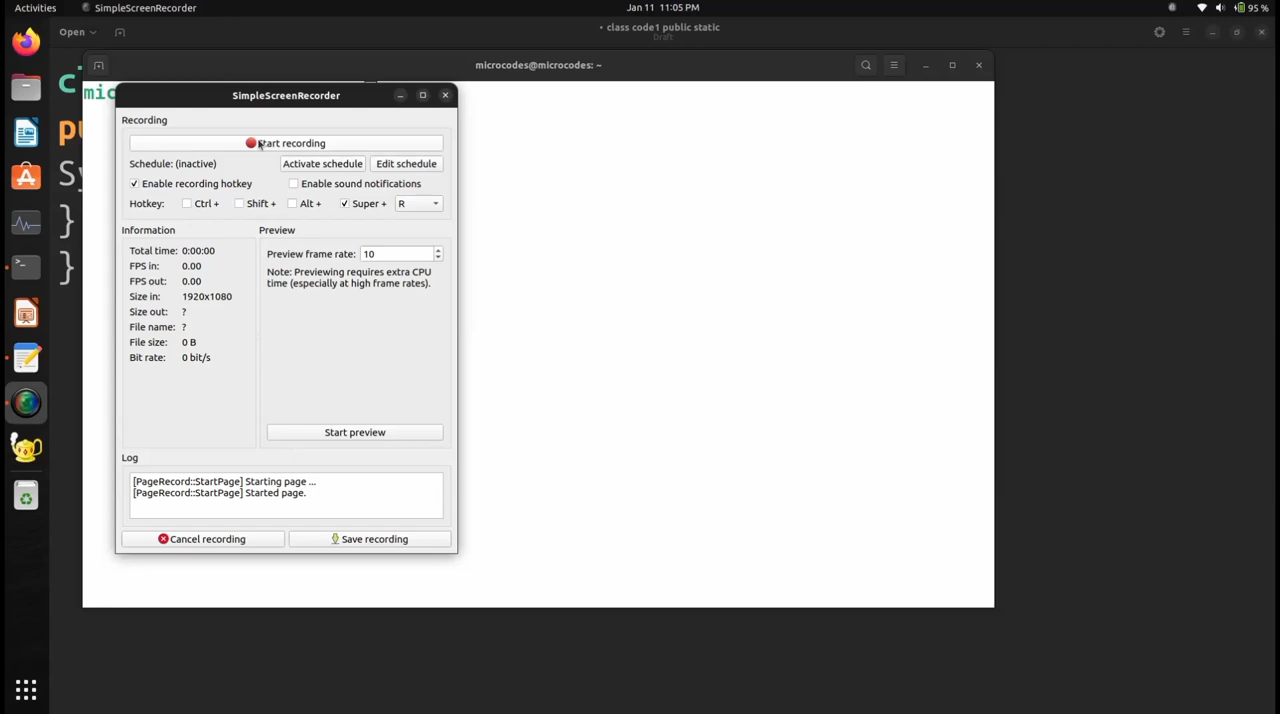 Activities SimpleScreenRecorder Jan 11 11:05 PM 95 %
Open • class code1 public static
Draft
microcodes@microcodes: ~
c
mic
SimpleScreenRecorder
Recording
pu
Start recording
Schedule: (inactive) Activate schedule Edit schedule
Sy
Enable recording hotkey Enable sound notifications
Hotkey: Ctrl + Shift + Alt + Super + R
}
Information Preview
Total time: 0:00:00 Preview frame rate: 10
FPS in: 0.00 Note: Previewing requires extra CPU
}
FPS out: 0.00 time (especially at high frame rates).
Size in: 1920x1080
Size out: ?
File name: ?
File size: 0 B
Bit rate: 0 bit/s
Start preview
Log
[PageRecord::StartPage] Starting page ...
[PageRecord::StartPage] Started page.
Cancel recording Save recording